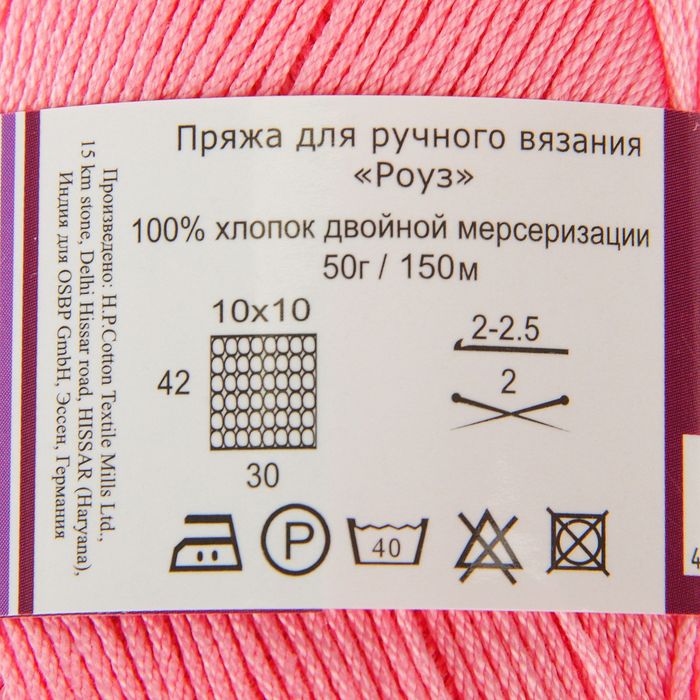 Пряжа для ручного вязания
«Роуз»
100% хлопок двойной мерсеризации
50г / 150м
10x10
42
30
2-2.5
2
P
40
Произведено: H.P.Cotton Textile Mills Ltd.,
15 km stone, Delhi Hissar road, HISSAR (Haryana),
Индия для OSBP GmbH, Эссен, Германия
4